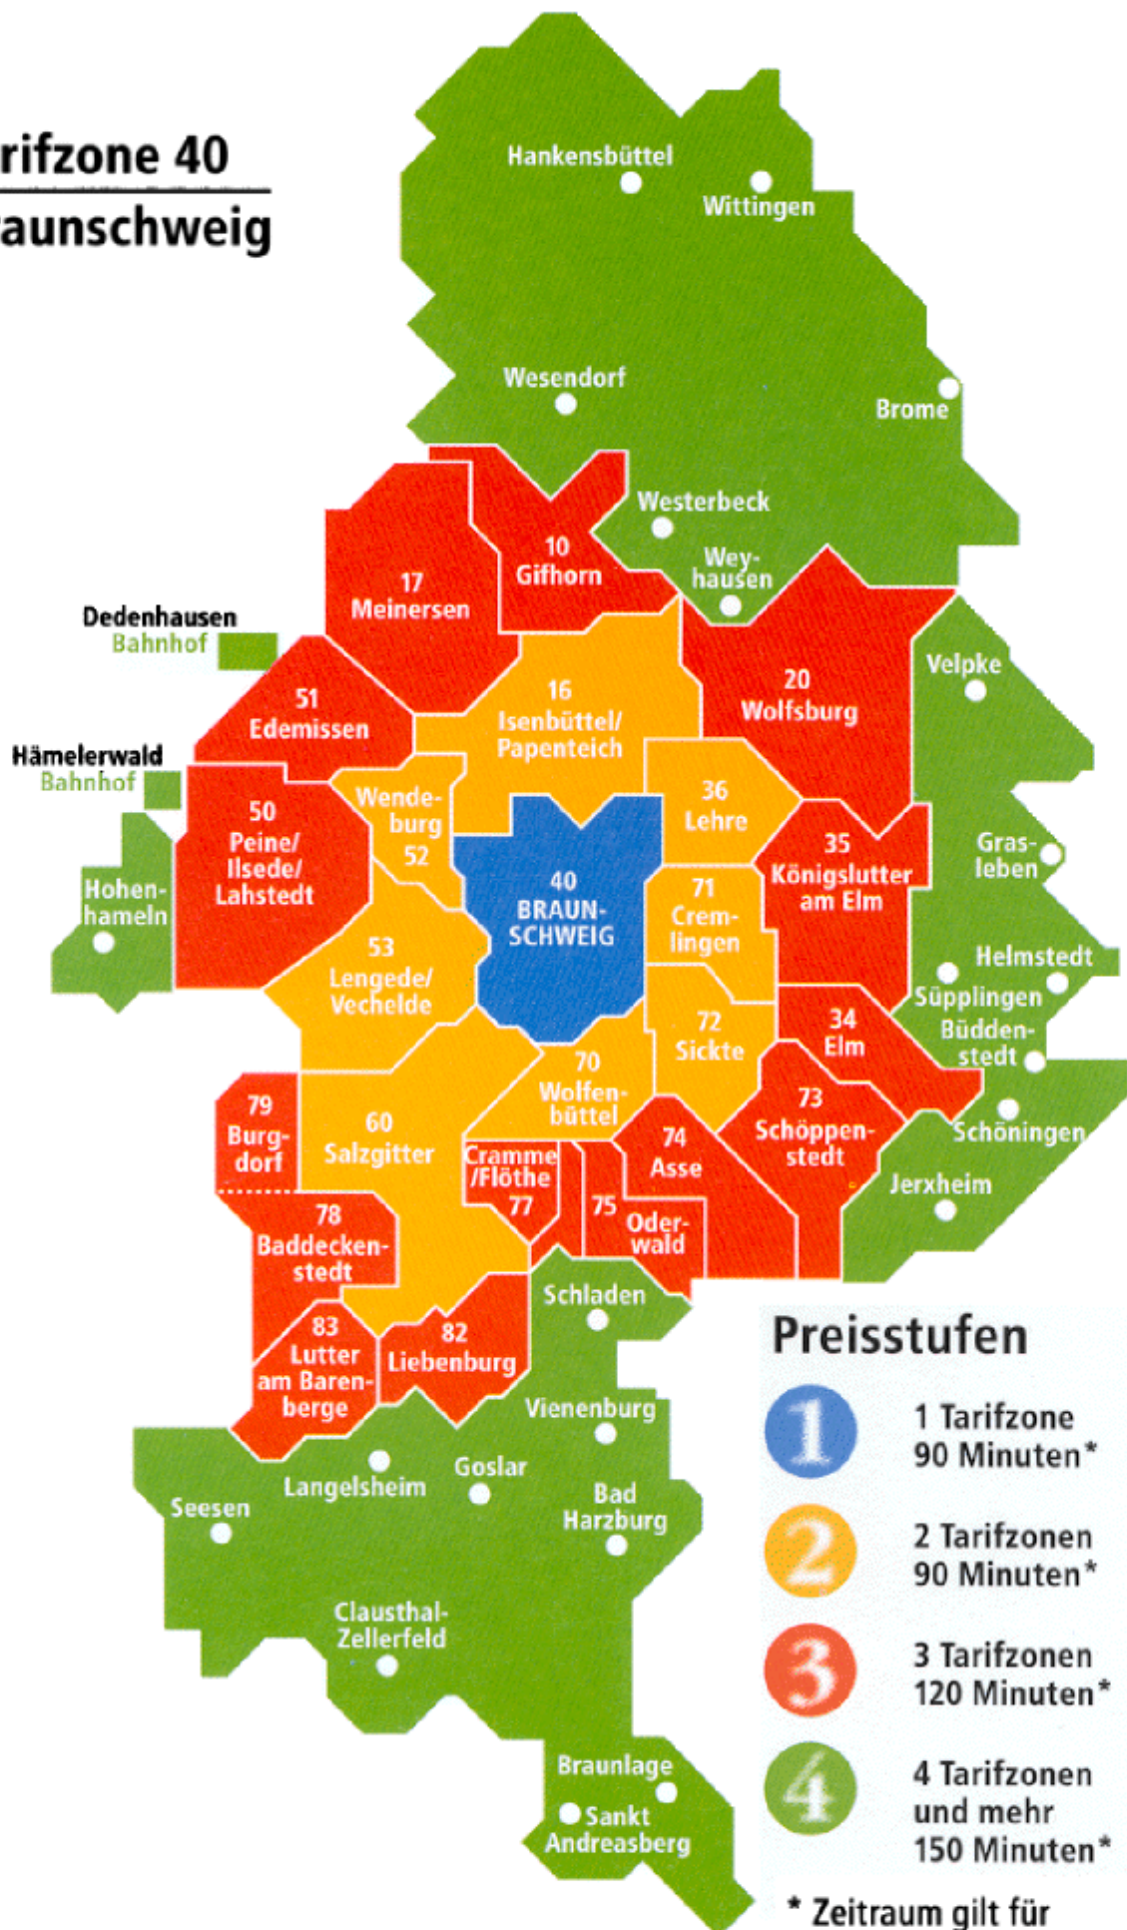 rifzone 40
raunschweig
Hankensbüttel
Wittingen
Wesendorf
Brome
Westerbeck
Wey-
hausen
10
Gifhorn
17
Meinersen
Dedenhausen
Bahnhof
51
Edemissen
16
Isenbüttel/
Papenteich
20
Wolfsburg
Velpke
Hämelerwald
Bahnhof
50
Peine/
Ilsede/
Lahstedt
Wende-
burg
52
36
Lehre
35
Königslutter
am Elm
Gras-
leben
Hohen-
hameln
40
BRAUN-
SCHWEIG
71
Crem-
lingen
53
Lengede/
Vechelde
Helmstedt
Süpplingen
Büdden-
stedt
72
Sickte
34
Elm
70
Wolfen-
büttel
79
Burg-
dorf
60
Salzgitter
73
Schöppen-
stedt
Schöningen
74
Asse
Cramme
/Flöthe
77
75
Oder-
wald
Jerxheim
78
Baddecken-
stedt
Schladen
83
Lutter
am Baren-
berge
82
Liebenburg
Vienenburg
Langelsheim
Goslar
Seesen
Bad
Harzburg
Clausthal-
Zellerfeld
Braunlage
Sankt
Andreasberg
Preisstufen
1
1 Tarifzone
90 Minuten*
2
2 Tarifzonen
90 Minuten*
3
3 Tarifzonen
120 Minuten*
4
4 Tarifzonen
und mehr
150 Minuten*
* Zeitraum gilt für